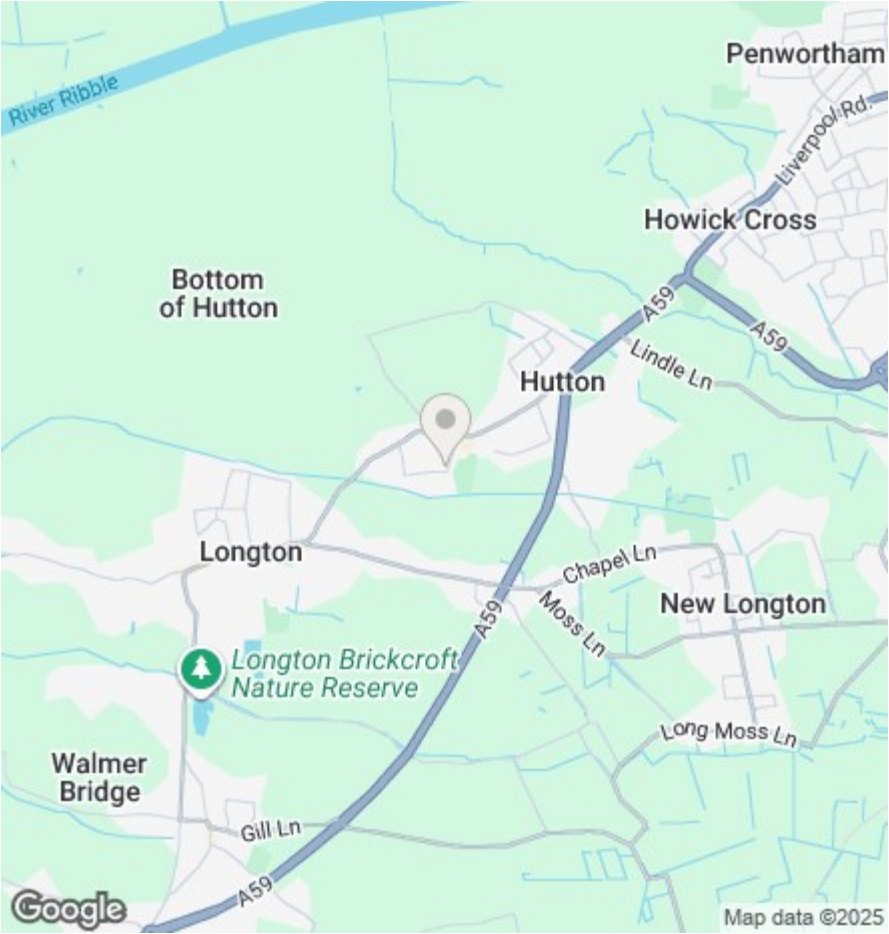 Penwortham
River Ribble
Liverpool Rd.
Howick Cross
Bottom
of Hutton
A59
A59
Lindle Ln
Hutton
Longton
Chapel Ln
New Longton
Moss Ln
A59
Longton Brickcroft
Nature Reserve
Long Moss Ln
Walmer
Bridge
Gill Ln
A59
Google
Map data ©2025